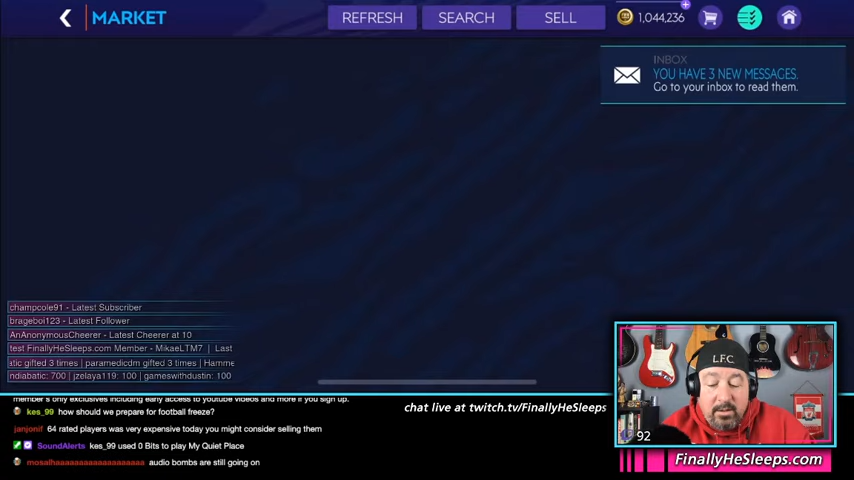 MARKET REFRESH SEARCH SELL 1,044,236
INBOX
YOU HAVE 3 NEW MESSAGES.
Go to your inbox to read them.
champcole91 - Latest Subscriber
brageboi123 - Latest Follower
AnAnonymousCheerer - Latest Cheerer at 10
test FinallyHeSleeps.com Member - MikaeLTM7 | Last
atic gifted 3 times | paramedicdm gifted 3 times | Hamme
ndiabatic: 700 | jzelaya119: 100 | gameswithdustin: 100
member's only exclusives including early access to youtube videos and more if you sign up.
kes_99 how should we prepare for football freeze?
janjonif 64 rated players was very expensive today you might consider selling them
SoundAlerts kes_99 used 0 Bits to play My Quiet Place
mosalhaaaaaaaaaaaaaaaaaaa audio bombs are still going on
chat live at twitch.tv/FinallyHeSleeps
L.F.C.
92
FinallyHeSleeps.com